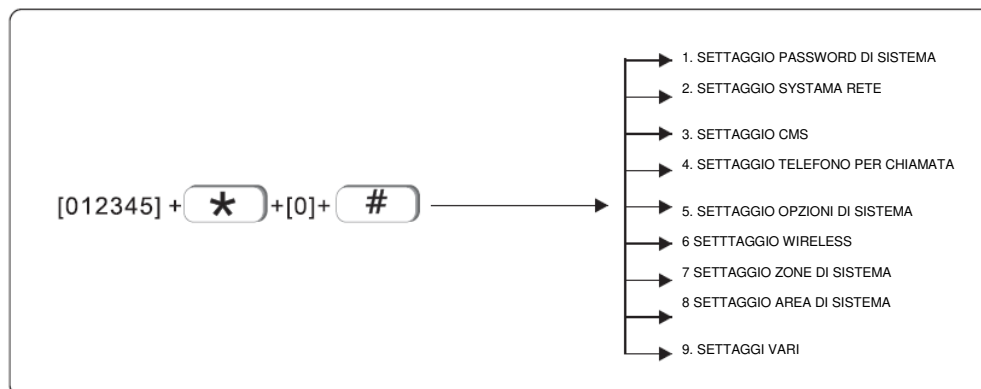 [012345] + * +[0]+ #
1. SETTAGGIO PASSWORD DI SISTEMA
2. SETTAGGIO SYSTAMA RETE
3. SETTAGGIO CMS
4. SETTAGGIO TELEFONO PER CHIAMATA
5. SETTAGGIO OPZIONI DI SISTEMA
6 SETTTAGGIO WIRELESS
7 SETTAGGIO ZONE DI SISTEMA
8 SETTAGGIO AREA DI SISTEMA
9. SETTAGGI VARI